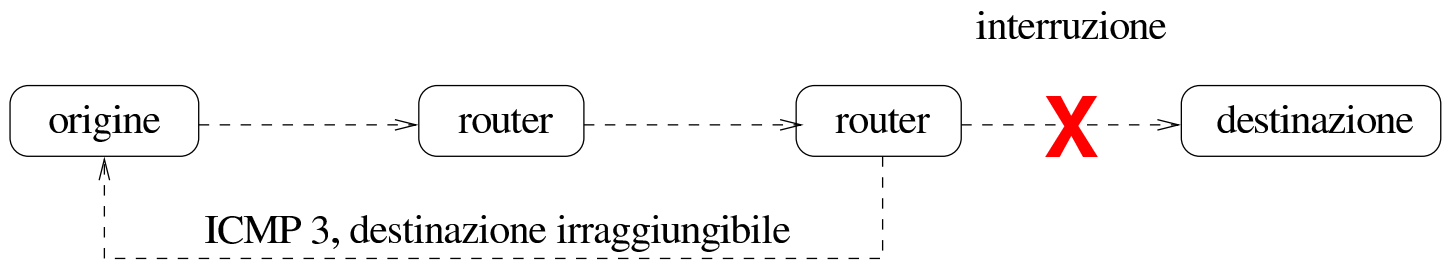 interruzione
origine
router
router
X
destinazione
ICMP 3, destinazione irraggiungibile